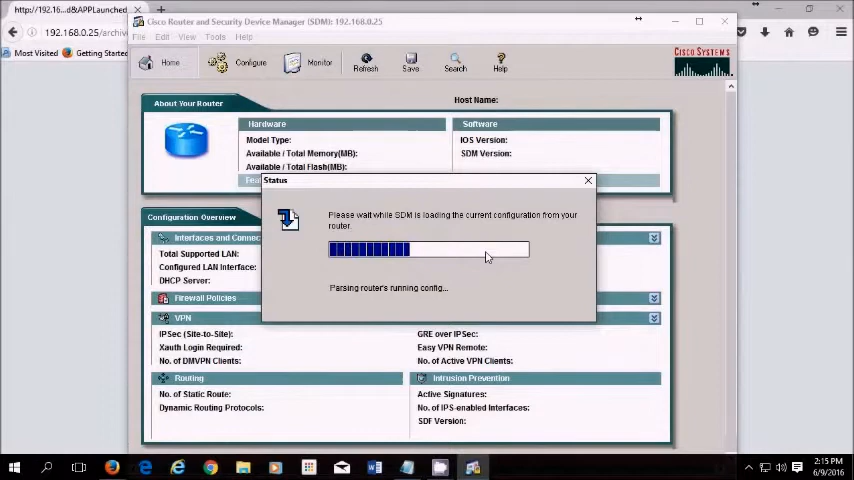 http://192.16...d&APPLaunched
192.168.0.25/archiv
Most Visited
Getting Started
Cisco Router and Security Device Manager (SDM): 192.168.0.25
File Edit View Tools Help
Home
Configure
Monitor
Refresh
Save
Search
Help
CISCO SYSTEMS
About Your Router
Host Name:
Hardware
Software
Model Type:
IOS Version:
Available / Total Memory(MB):
SDM Version:
Available / Total Flash(MB):
Status
Please wait while SDM is loading the current configuration from your
router.
Parsing router's running config...
Configuration Overview
Interfaces and Connec
Total Supported LAN:
Configured LAN Interface:
DHCP Server:
Firewall Policies
VPN
IPSec (Site-to-Site):
GRE over IPSec:
Xauth Login Required:
Easy VPN Remote:
No. of DMVPN Clients:
No. of Active VPN Clients:
Routing
Intrusion Prevention
No. of Static Route:
Active Signatures:
Dynamic Routing Protocols:
No. of IPS-enabled Interfaces:
SDF Version:
2:15 PM
6/9/2016